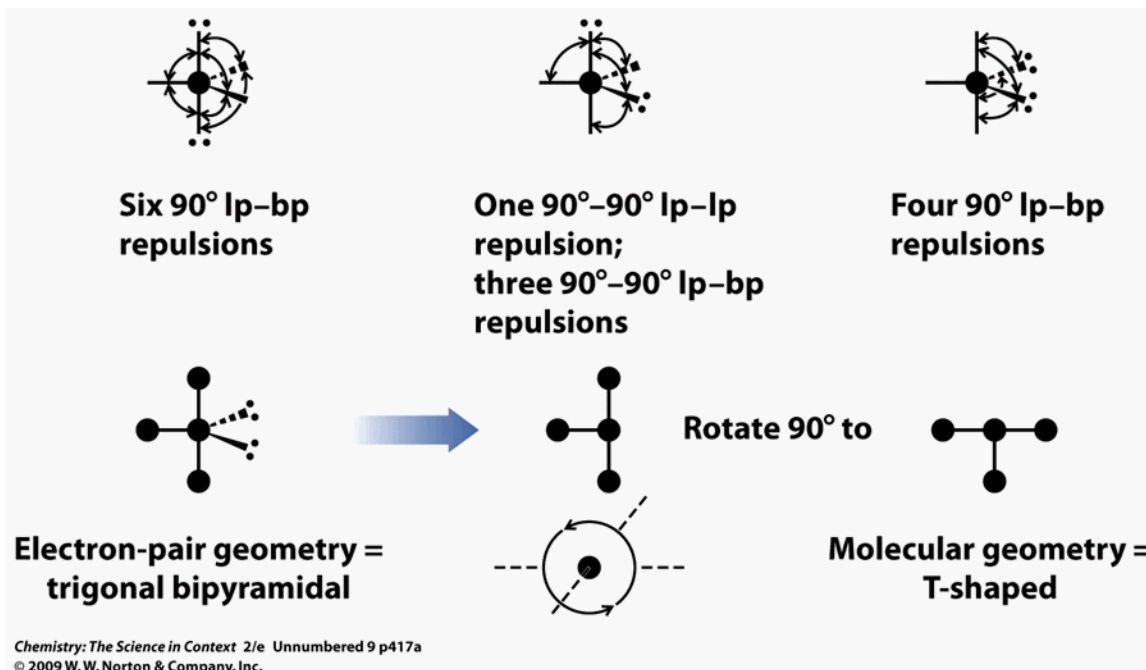 Six 90° lp–bp
repulsions
One 90°–90° lp–lp
repulsion;
three 90°–90° lp–bp
repulsions
Four 90° lp–bp
repulsions
Rotate 90° to
Electron-pair geometry =
trigonal bipyramidal
Molecular geometry =
T-shaped
Chemistry: The Science in Context 2/e Unnumbered 9 p417a
© 2009 W. W. Norton & Company, Inc.